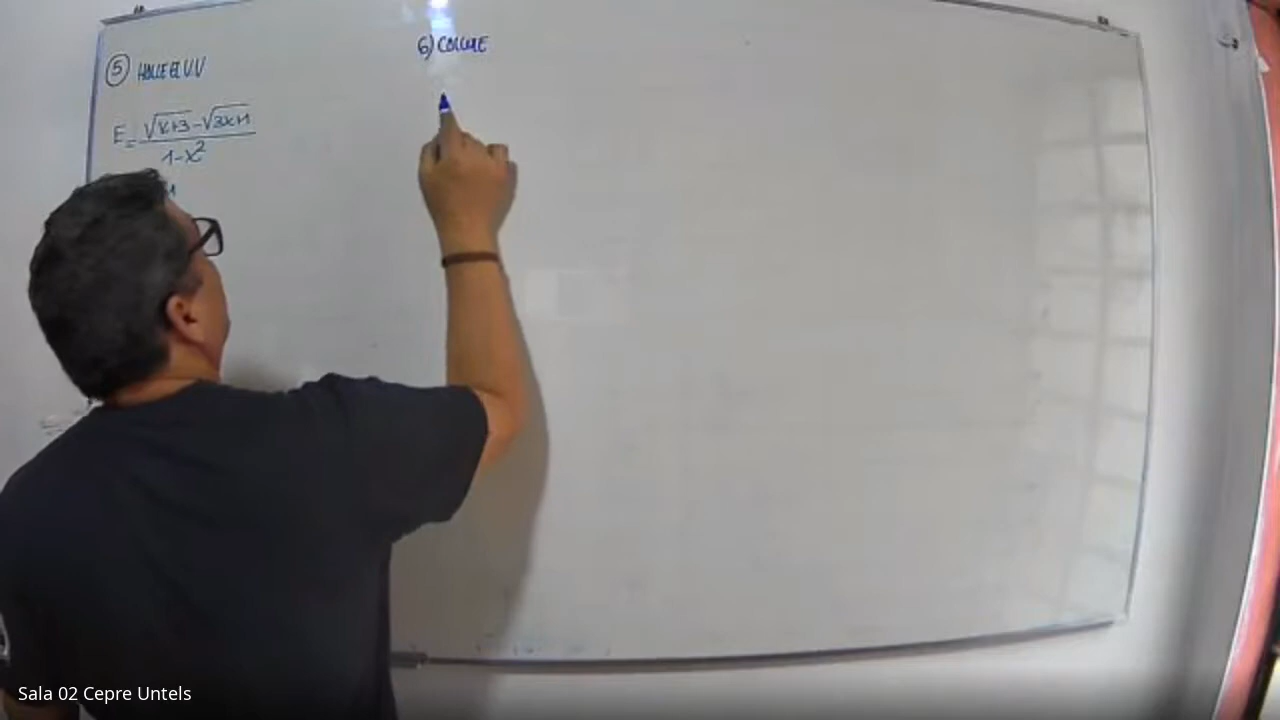 5 HALLE EL V.V
6) CALCULE
E = √x+3 - √3x+1
1-x²
Sala 02 Cepre Untels